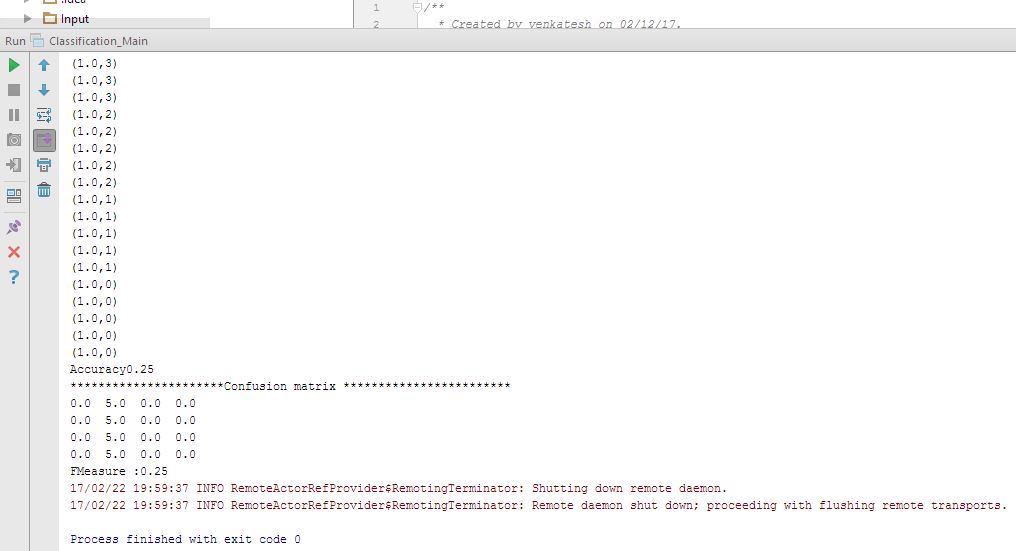 Input
1 /**
2 * Created by venkatesh on 02/12/17.
Run Classification_Main
(1.0,3)
(1.0,3)
(1.0,3)
(1.0,2)
(1.0,2)
(1.0,2)
(1.0,2)
(1.0,2)
(1.0,1)
(1.0,1)
(1.0,1)
(1.0,1)
(1.0,1)
(1.0,0)
(1.0,0)
(1.0,0)
(1.0,0)
(1.0,0)
Accuracy0.25
**********************Confusion matrix ************************
0.0 5.0 0.0 0.0
0.0 5.0 0.0 0.0
0.0 5.0 0.0 0.0
0.0 5.0 0.0 0.0
FMeasure :0.25
17/02/22 19:59:37 INFO RemoteActorRefProvider$RemotingTerminator: Shutting down remote daemon.
17/02/22 19:59:37 INFO RemoteActorRefProvider$RemotingTerminator: Remote daemon shut down; proceeding with flushing remote transports.
Process finished with exit code 0